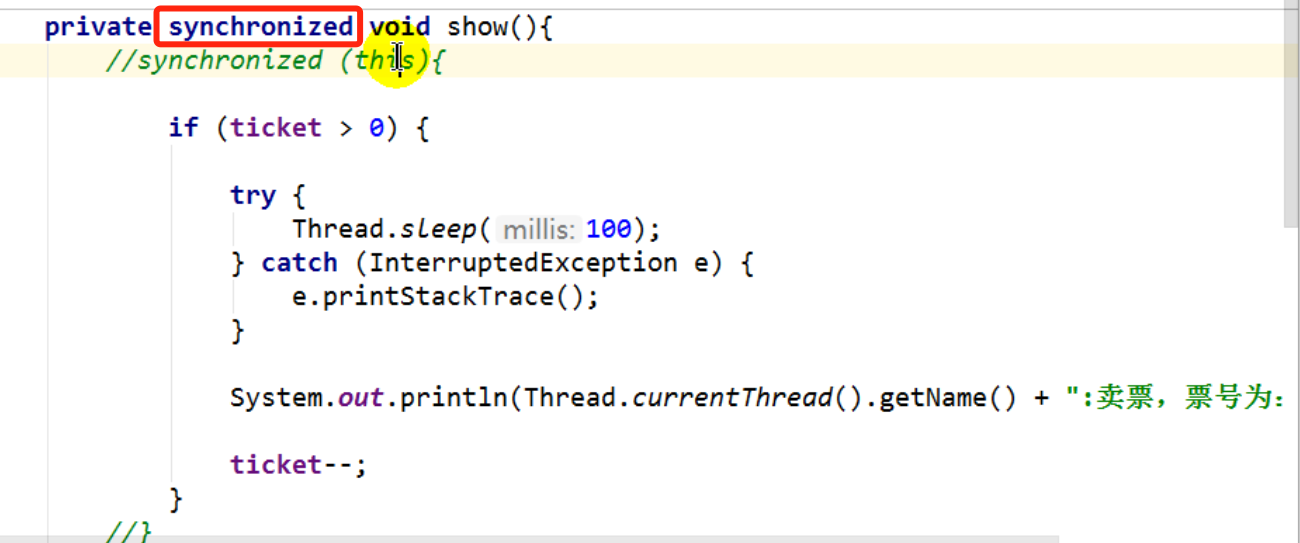 private synchronized void show(){
//synchronized (this){
if (ticket > 0) {
try {
Thread.sleep( millis: 100);
} catch (InterruptedException e) {
e.printStackTrace();
}
System.out.println(Thread.currentThread().getName() + ":卖票，票号为：
ticket--;
}
//}